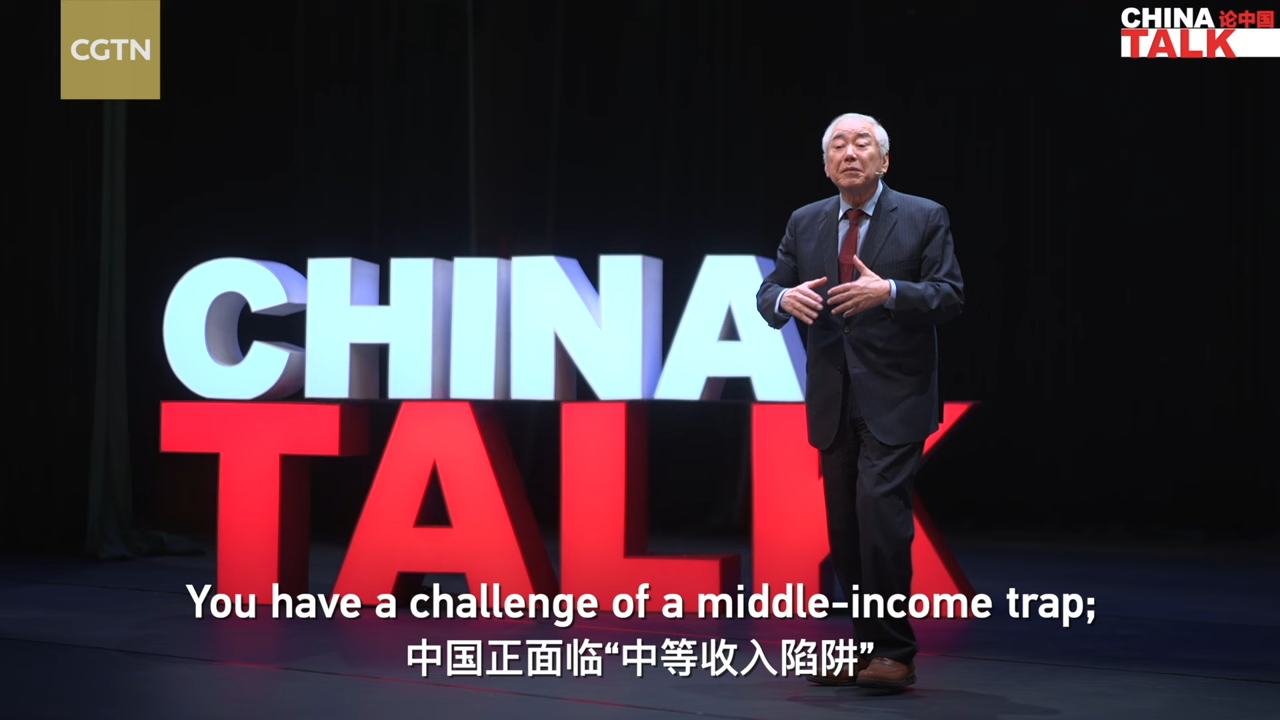 CGTN
CHINA 论中国
TALK
CHINA
TALK
You have a challenge of a middle-income trap;
中国正面临“中等收入陷阱”